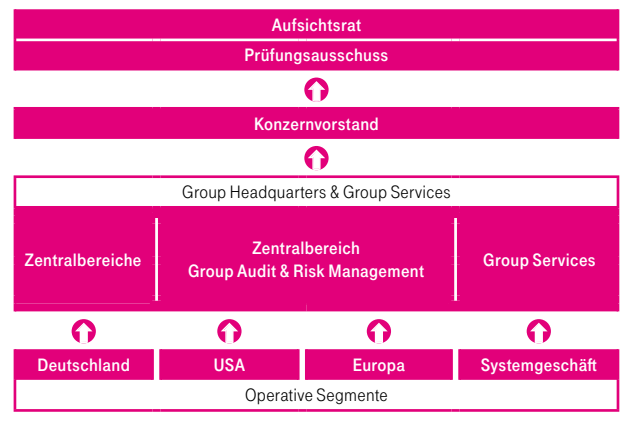 Aufsichtsrat
Prüfungsausschuss
Konzernvorstand
Group Headquarters & Group Services
Zentralbereiche
Zentralbereich
Group Audit & Risk Management
Group Services
Deutschland
USA
Europa
Systemgeschäft
Operative Segmente